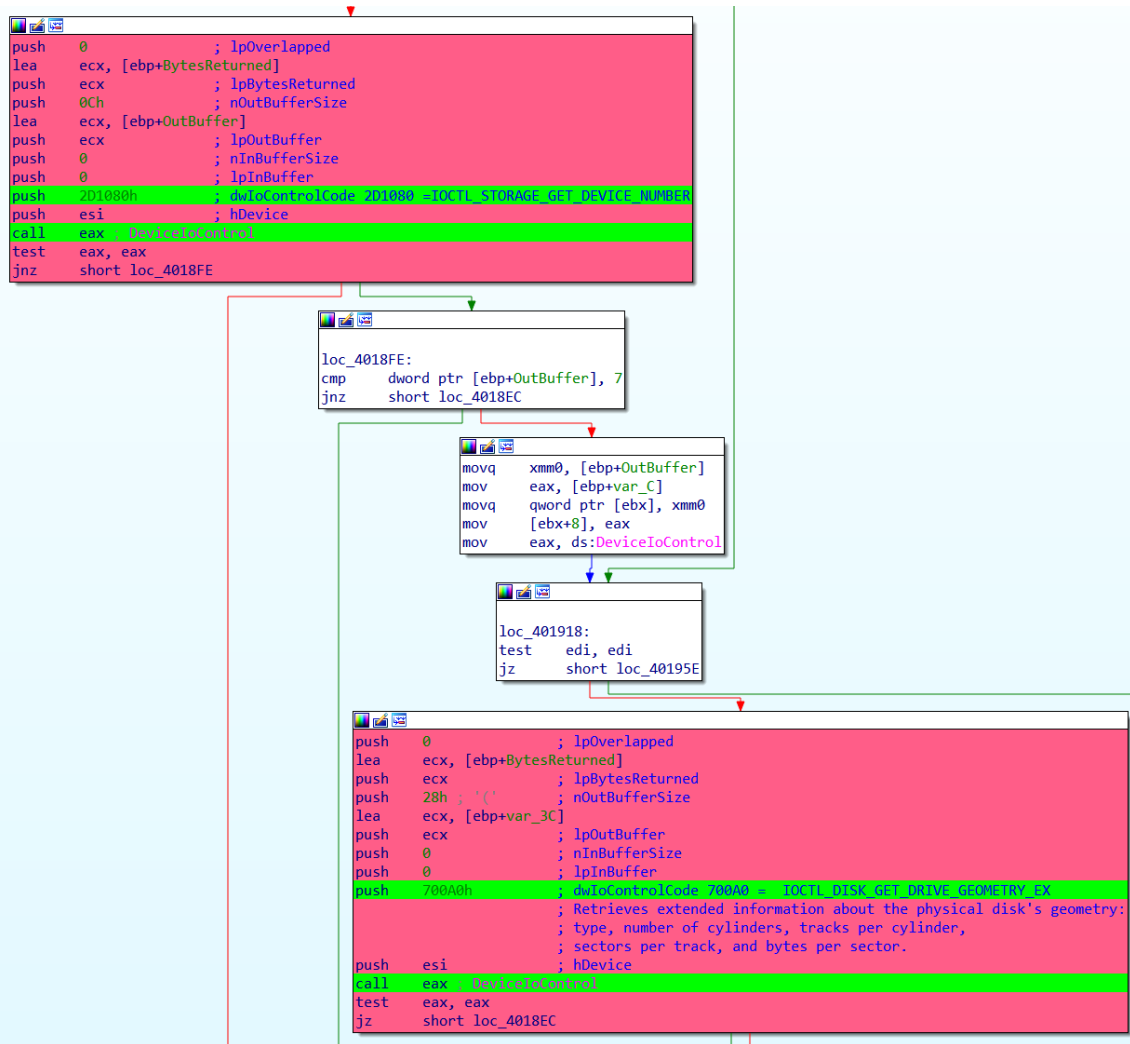 push 0 ; lpOverlapped
lea ecx, [ebp+BytesReturned]
push ecx ; lpBytesReturned
push 0Ch ; nOutBufferSize
lea ecx, [ebp+OutBuffer]
push ecx ; lpOutBuffer
push 0 ; nInBufferSize
push 0 ; lpInBuffer
push 2D1080h ; dwIoControlCode 2D1080 =IOCTL_STORAGE_GET_DEVICE_NUMBER
push esi ; hDevice
call eax ; DeviceIoControl
test eax, eax
jnz short loc_4018FE
loc_4018FE:
cmp dword ptr [ebp+OutBuffer], 7
jnz short loc_4018EC
movq xmm0, [ebp+OutBuffer]
mov eax, [ebp+var_C]
movq qword ptr [ebx], xmm0
mov [ebx+8], eax
mov eax, ds:DeviceIoControl
loc_401918:
test edi, edi
jz short loc_40195E
push 0 ; lpOverlapped
lea ecx, [ebp+BytesReturned]
push ecx ; lpBytesReturned
push 28h ; '(' ; nOutBufferSize
lea ecx, [ebp+var_3C]
push ecx ; lpOutBuffer
push 0 ; nInBufferSize
push 0 ; lpInBuffer
push 700A0h ; dwIoControlCode 700A0 = IOCTL_DISK_GET_DRIVE_GEOMETRY_EX
; Retrieves extended information about the physical disk's geometry:
; type, number of cylinders, tracks per cylinder,
; sectors per track, and bytes per sector.
push esi ; hDevice
call eax ; DeviceIoControl
test eax, eax
jz short loc_4018EC